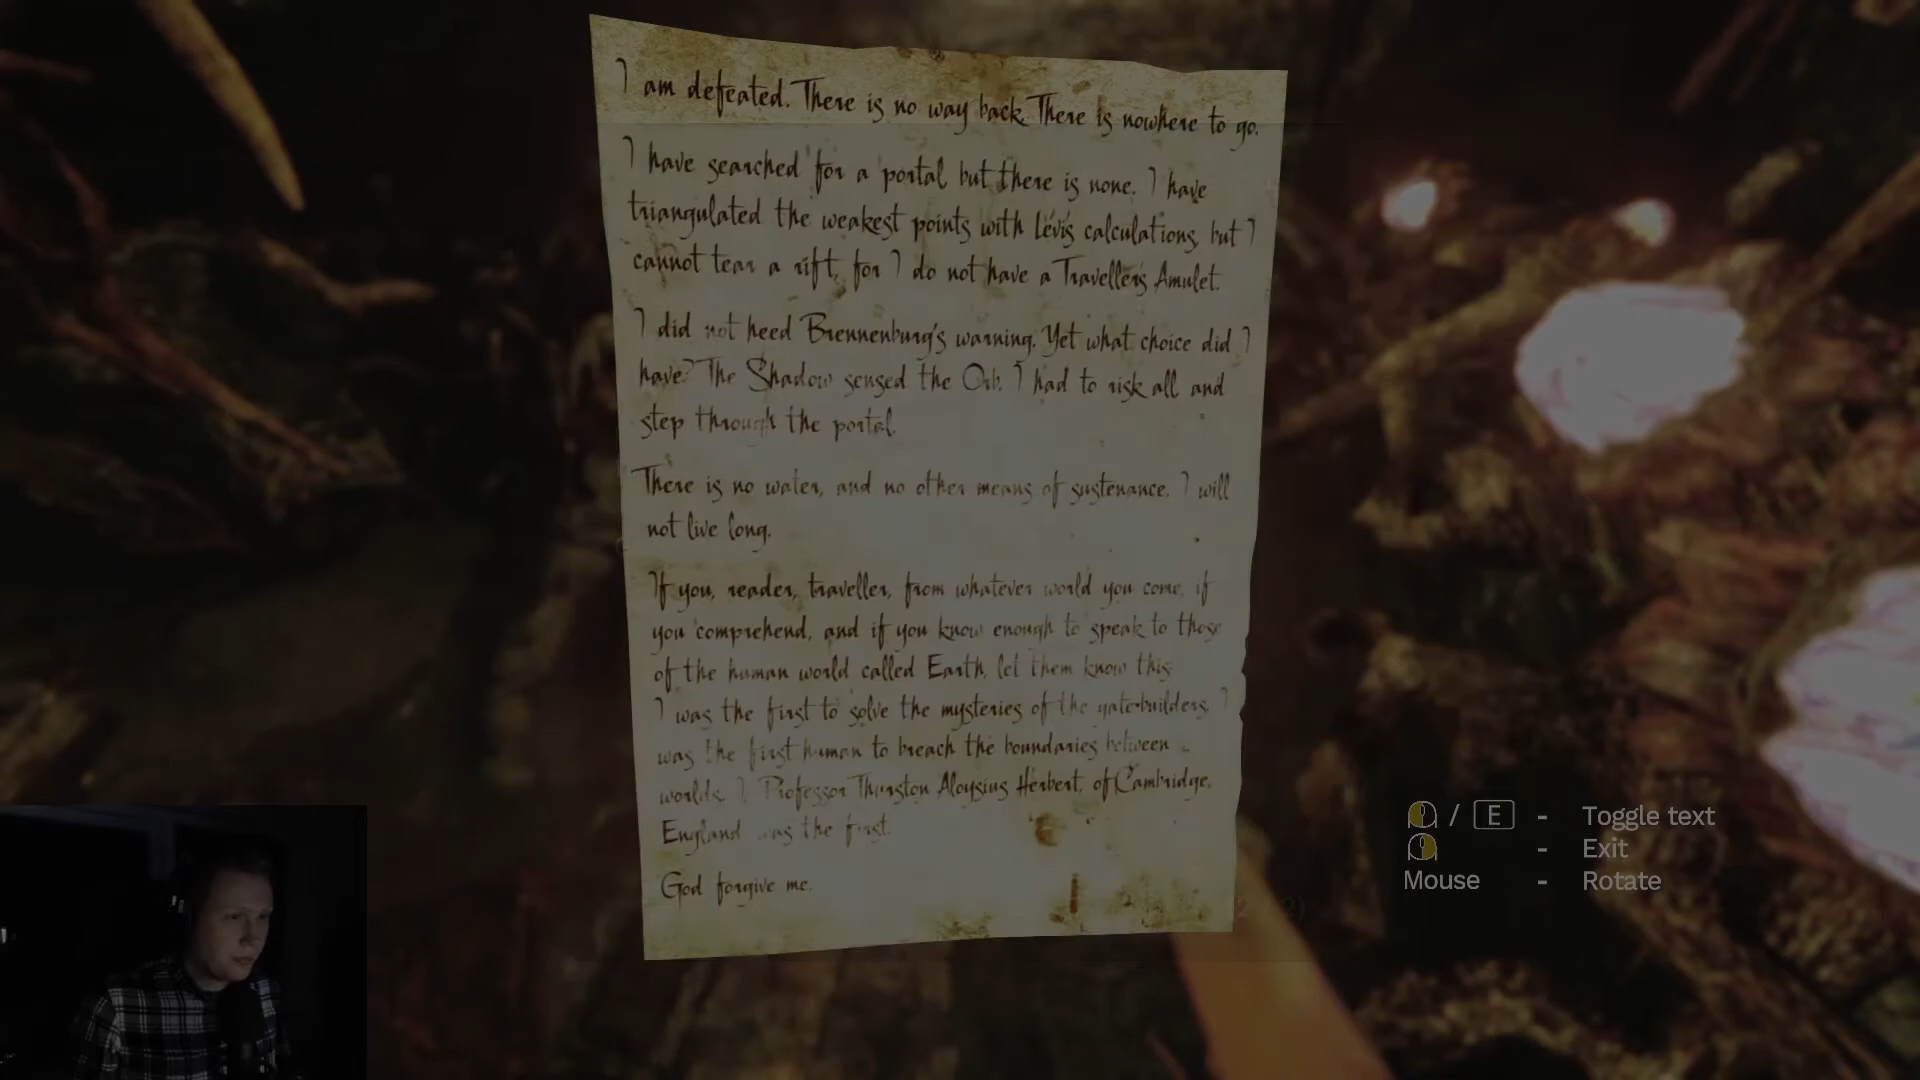 I am defeated. There is no way back. There is nowhere to go.
I have searched for a portal but there is none. I have
triangulated the weakest points with Lévi's calculations, but I
cannot tear a rift, for I do not have a Traveller's Amulet.
I did not heed Brennenburg's warning. Yet what choice did I
have? The Shadow sensed the Orb. I had to risk all and
step through the portal.
There is no water, and no other means of sustenance. I will
not live long.
If you, reader, traveller, from whatever world you come, if
you comprehend, and if you know enough to speak to those
of the human world called Earth, let them know this:
I was the first to solve the mysteries of the gate-builders. I
was the first human to breach the boundaries between
worlds. I, Professor Thurston Aloysius Herbert, of Cambridge,
England was the first.
God forgive me.
/ E - Toggle text
- Exit
Mouse - Rotate